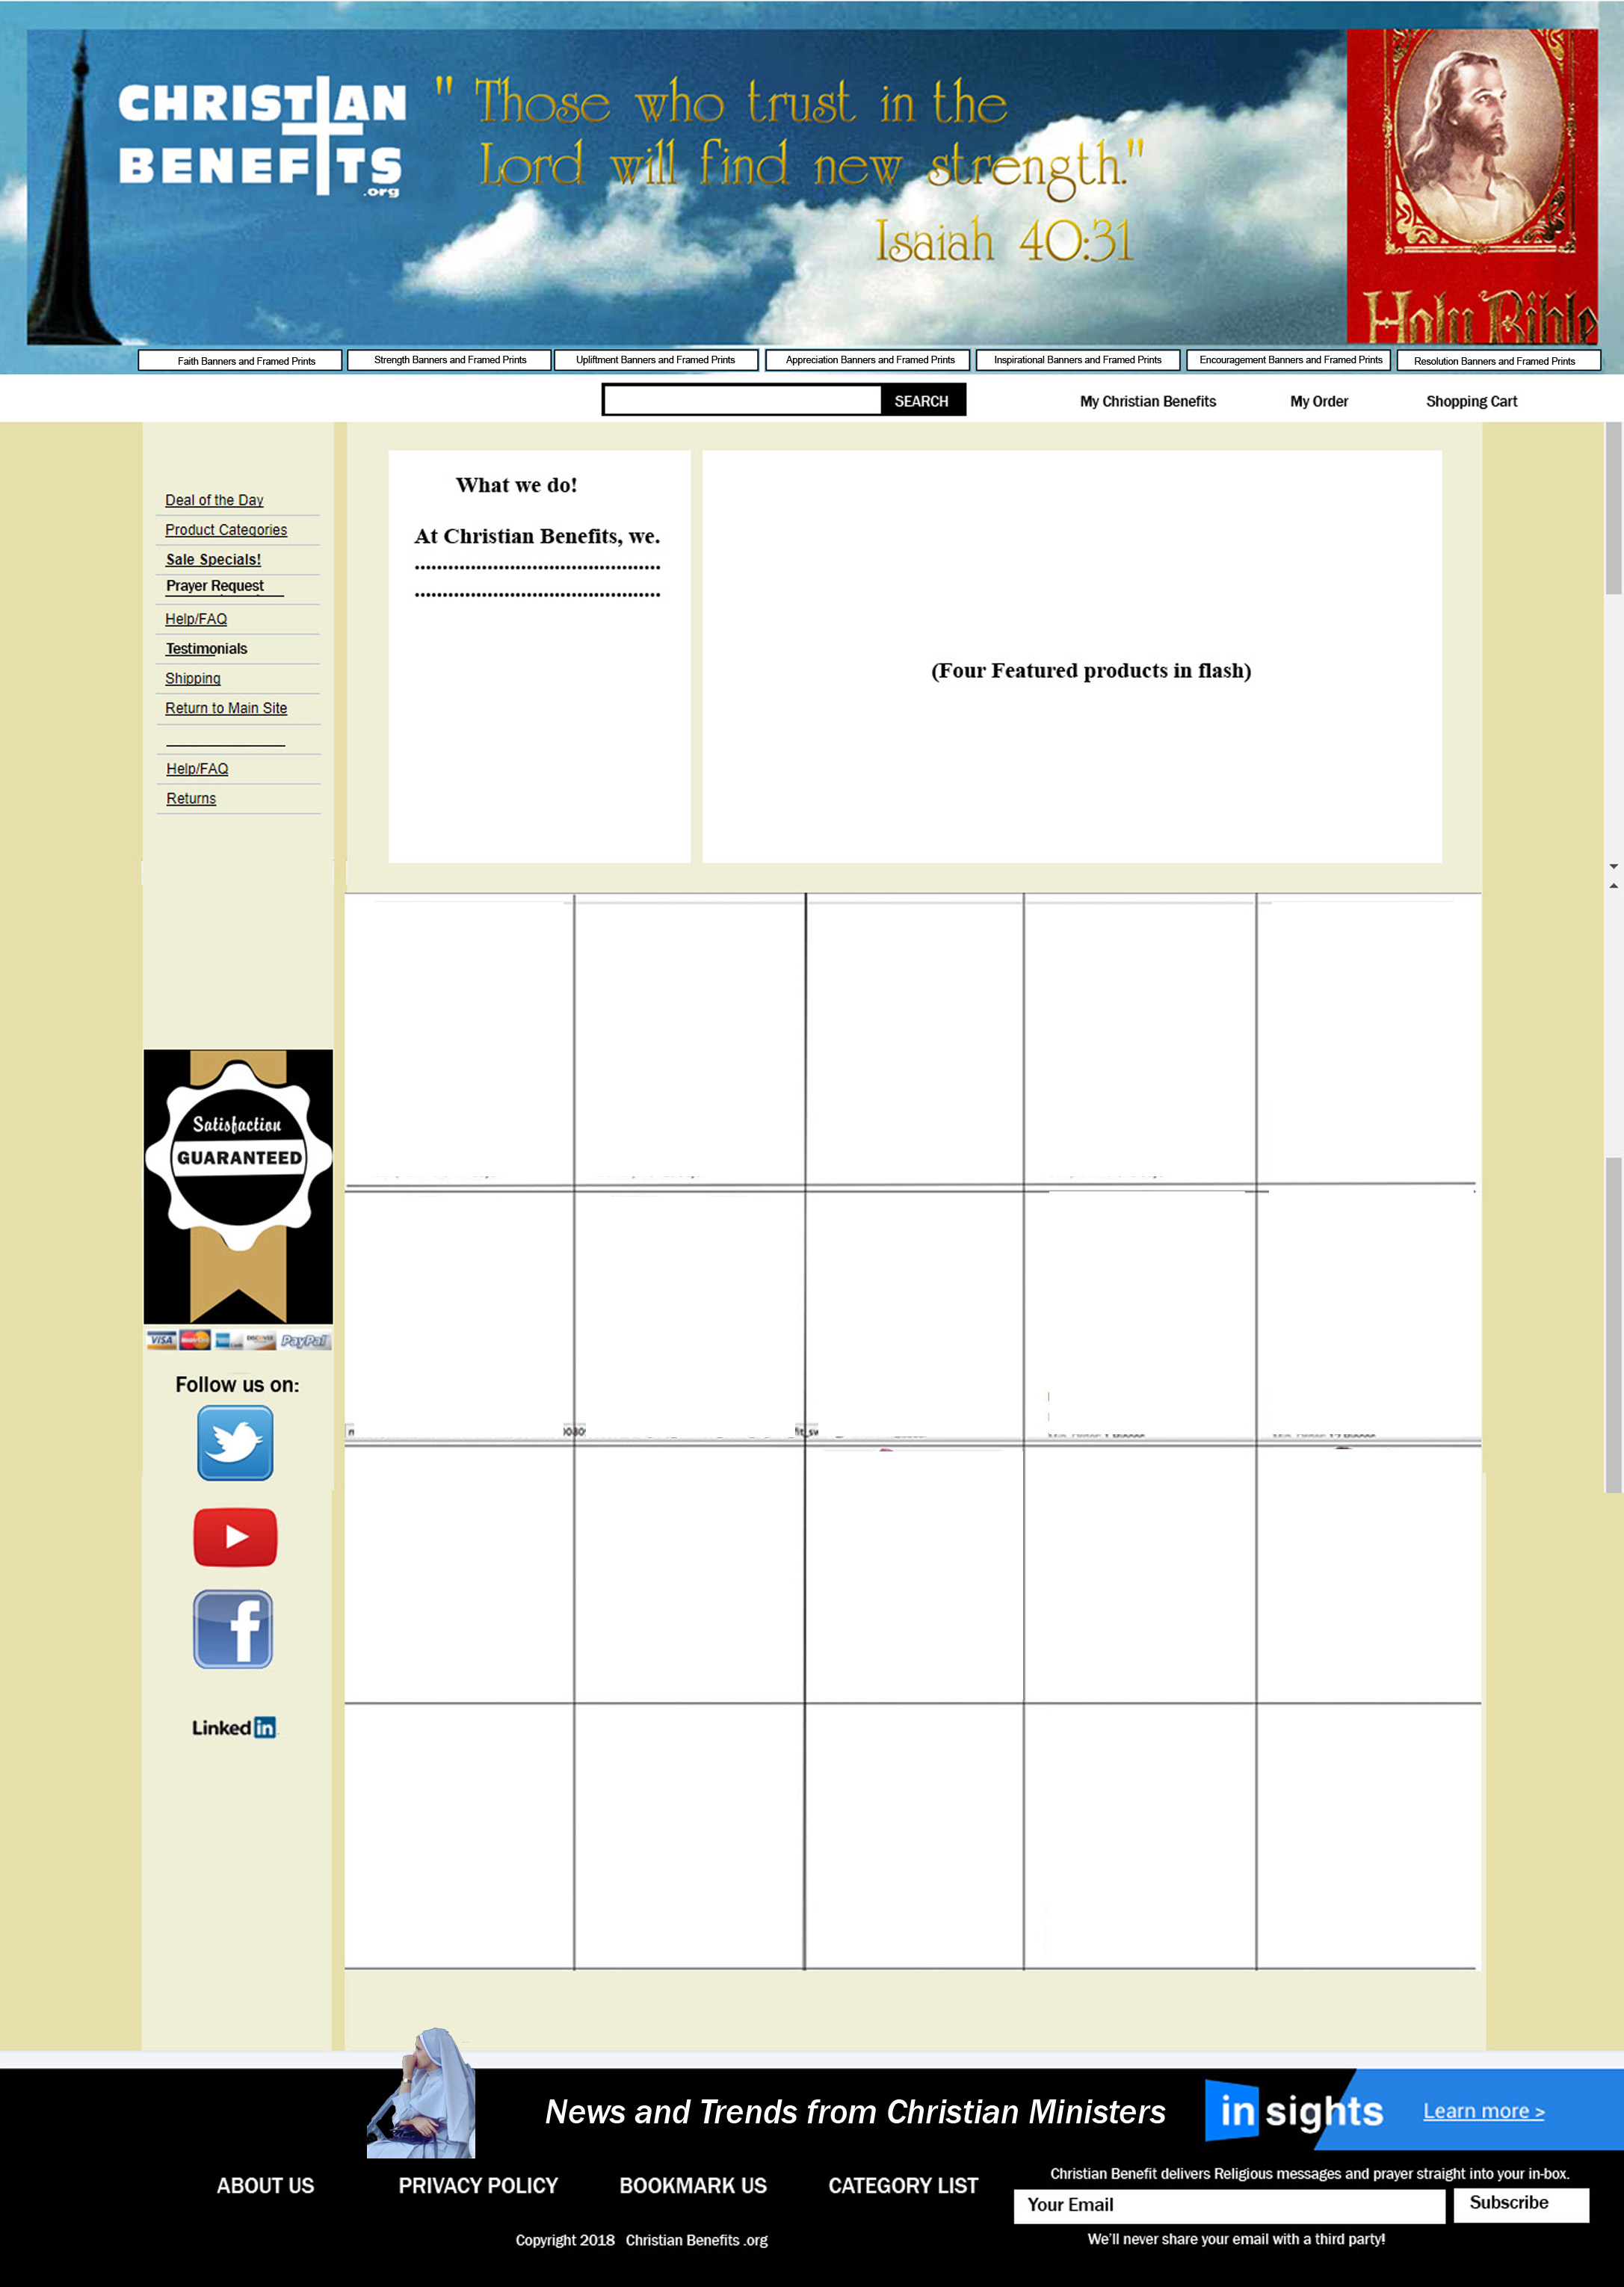 CHRISTIAN
BENEFITS
.org
" Those who trust in the
Lord will find new strength."
Isaiah 40:31
Holy Bible
Faith Banners and Framed Prints
Strength Banners and Framed Prints
Upliftment Banners and Framed Prints
Appreciation Banners and Framed Prints
Inspirational Banners and Framed Prints
Encouragement Banners and Framed Prints
Resolution Banners and Framed Prints
SEARCH
My Christian Benefits
My Order
Shopping Cart
Deal of the Day
Product Categories
Sale Specials!
Prayer Request
Help/FAQ
Testimonials
Shipping
Return to Main Site
Help/FAQ
Returns
What we do!
At Christian Benefits, we.
.............................................
.............................................
(Four Featured products in flash)
Satisfaction
GUARANTEED
VISA
MasterCard
DISCOVER
PayPal
Follow us on:
f
Linked in
News and Trends from Christian Ministers
in sights
Learn more >
ABOUT US
PRIVACY POLICY
BOOKMARK US
CATEGORY LIST
Christian Benefit delivers Religious messages and prayer straight into your in-box.
Your Email
Subscribe
We'll never share your email with a third party!
Copyright 2018 Christian Benefits .org